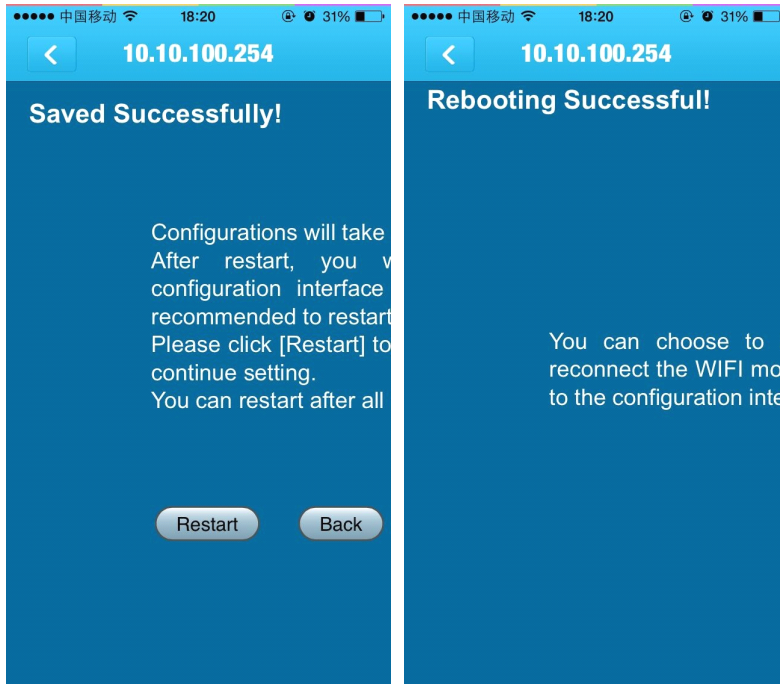 中国移动 18:20 31%
10.10.100.254
Saved Successfully!
Configurations will take
After restart, you
configuration interface
recommended to restart
Please click [Restart] to
continue setting.
You can restart after all
Restart Back
中国移动 18:20 31%
10.10.100.254
Rebooting Successful!
You can choose to
reconnect the WIFI
to the configuration